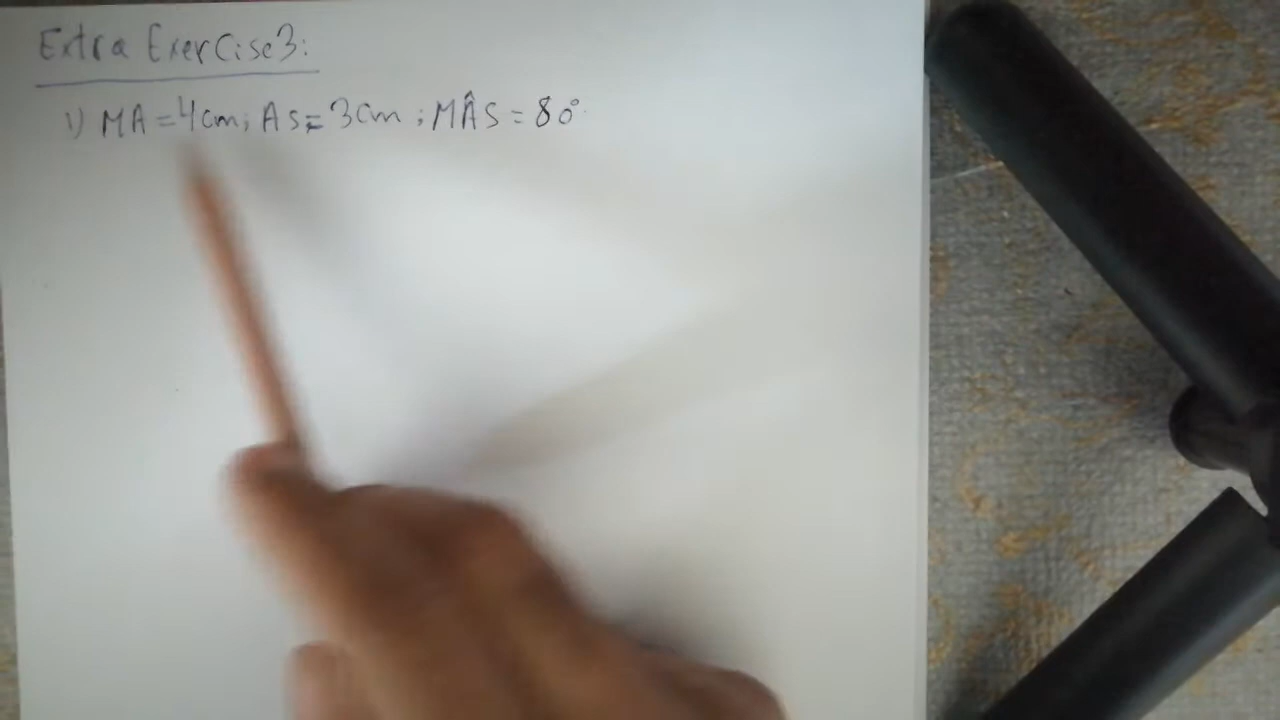 Extra Exercise3:
1) MA = 4cm; AS = 3cm ; MÂS = 80°